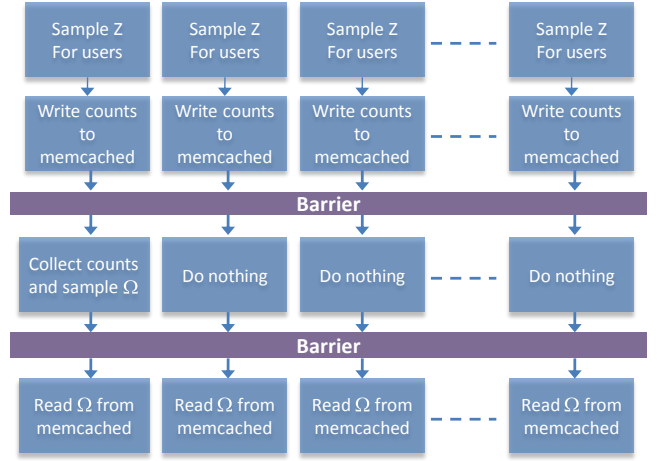 Sample Z
For users
Sample Z
For users
Sample Z
For users
Sample Z
For users
Write counts
to
memcached
Write counts
to
memcached
Write counts
to
memcached
Write counts
to
memcached
Barrier
Collect counts
and sample Ω
Do nothing
Do nothing
Do nothing
Barrier
Read Ω from
memcached
Read Ω from
memcached
Read Ω from
memcached
Read Ω from
memcached